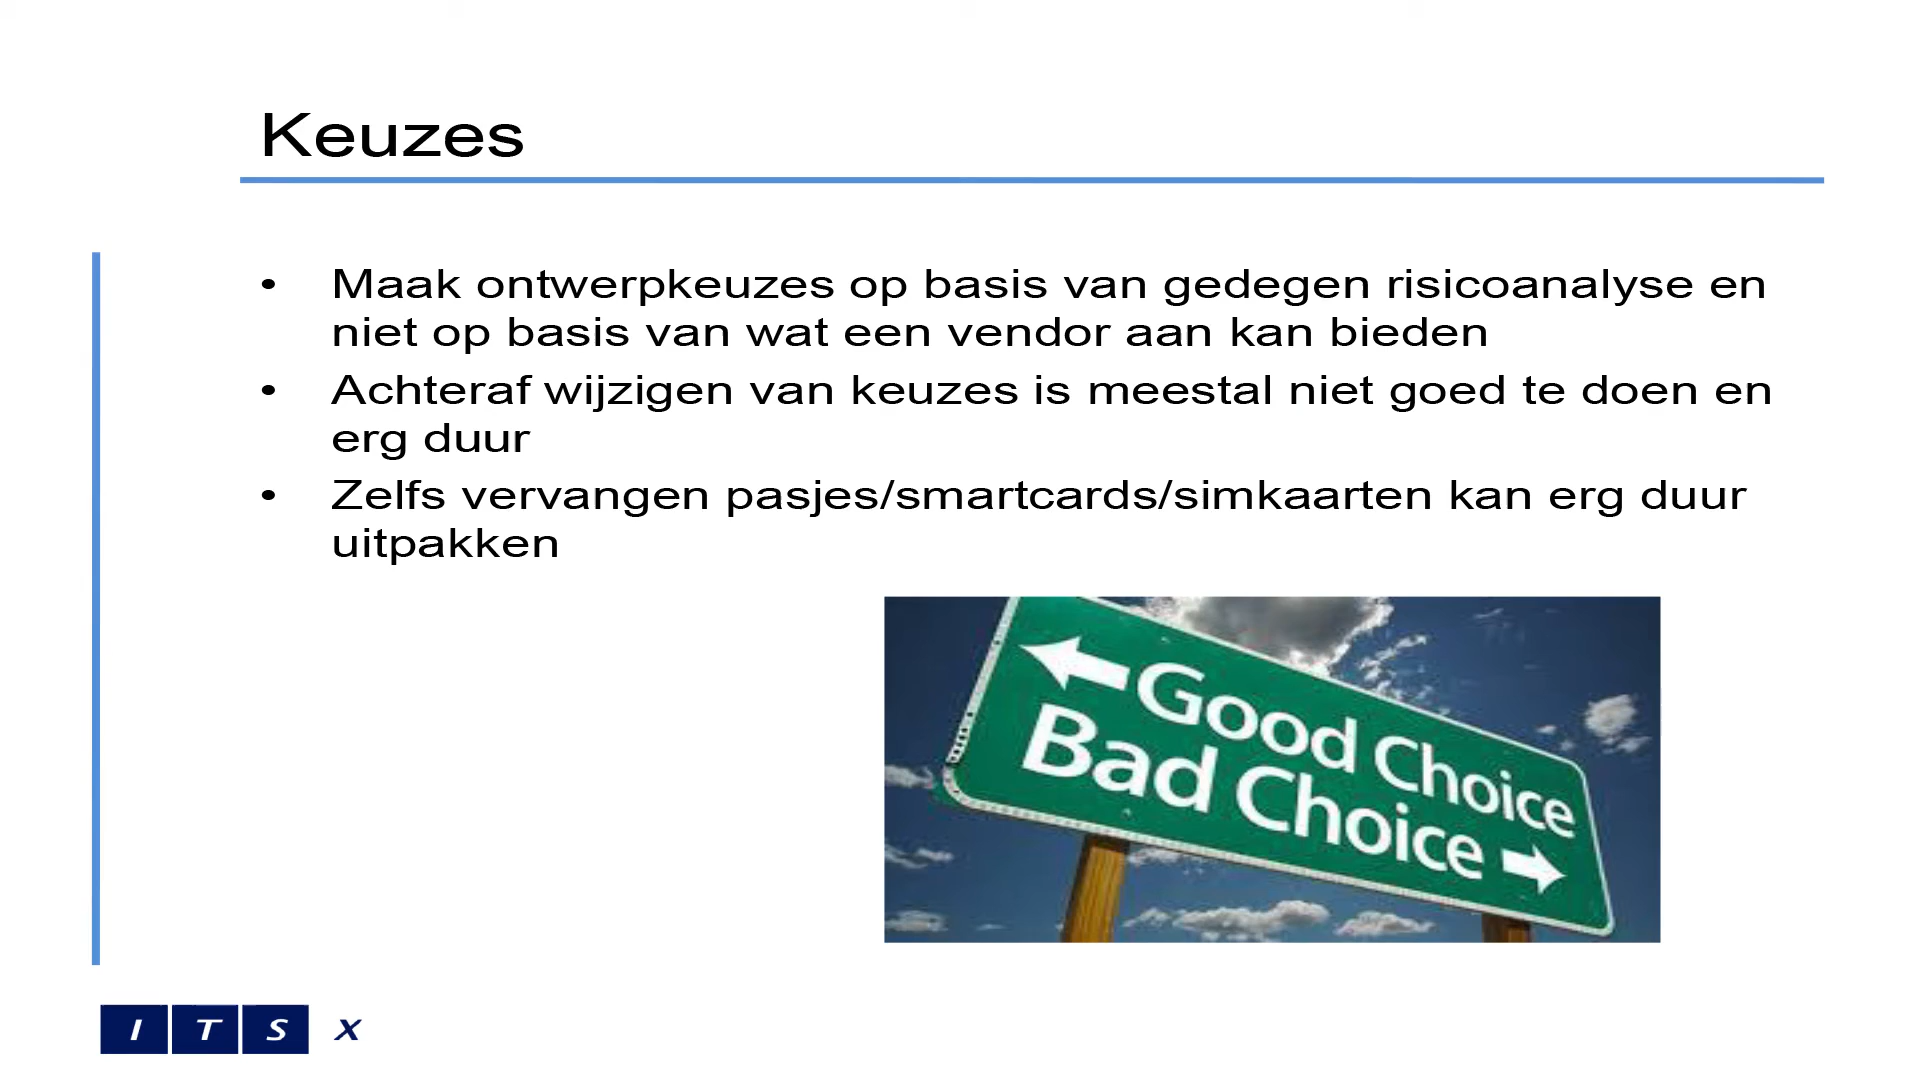 Keuzes
• Maak ontwerpkeuzes op basis van gedegen risicoanalyse en
niet op basis van wat een vendor aan kan bieden
• Achteraf wijzigen van keuzes is meestal niet goed te doen en
erg duur
• Zelfs vervangen pasjes/smartcards/simkaarten kan erg duur
uitpakken
Good Choice
Bad Choice
I T S X